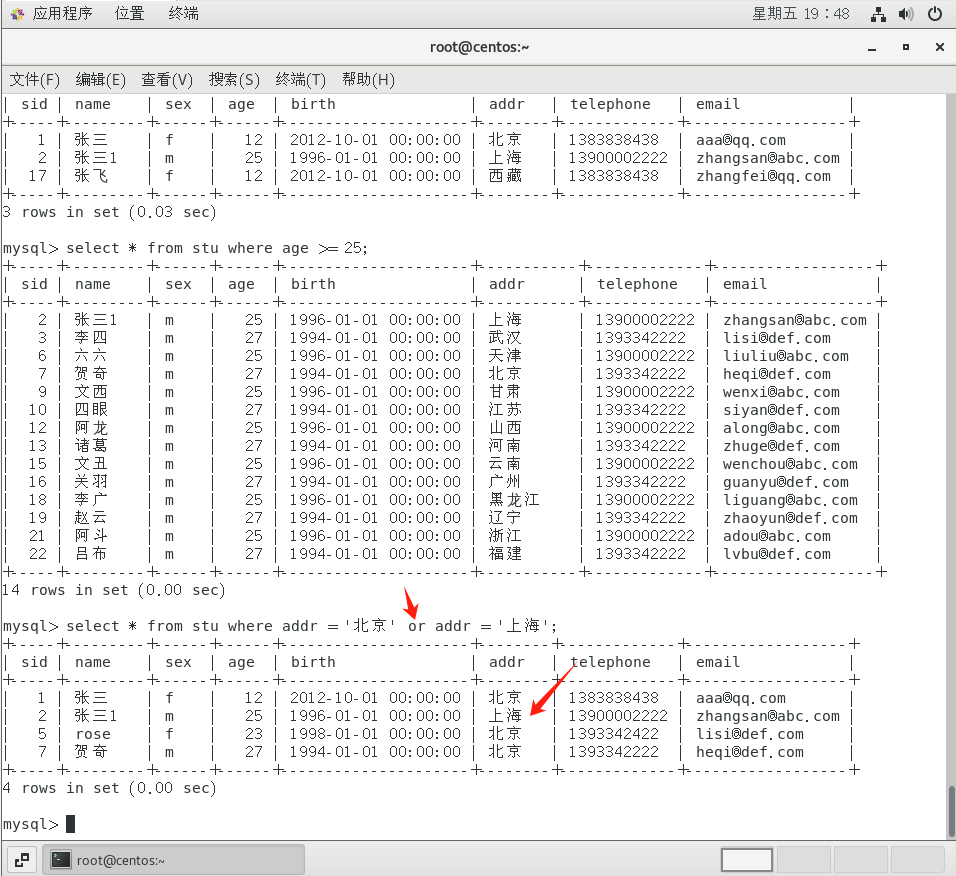 应用程序 位置 终端 星期五 19：48
root@centos:~
文件(F) 编辑(E) 查看(V) 搜索(S) 终端(T) 帮助(H)
| sid | name | sex | age | birth | addr | telephone | email |
+-----+-------+-----+------+---------------------+-------+-------------+-----------------+
| 1 | 张三 | f | 12 | 2012-10-01 00:00:00 | 北京 | 1383838438 | aaa@qq.com |
| 2 | 张三1 | m | 25 | 1996-01-01 00:00:00 | 上海 | 13900002222 | zhangsan@abc.com |
| 17 | 张飞 | f | 12 | 2012-10-01 00:00:00 | 西藏 | 1383838438 | zhangfei@qq.com |
+-----+-------+-----+------+---------------------+-------+-------------+-----------------+
3 rows in set (0.03 sec)
mysql> select * from stu where age >= 25;
+-----+-------+-----+------+---------------------+----------+-------------+-----------------+
| sid | name | sex | age | birth | addr | telephone | email |
+-----+-------+-----+------+---------------------+----------+-------------+-----------------+
| 2 | 张三1 | m | 25 | 1996-01-01 00:00:00 | 上海 | 13900002222 | zhangsan@abc.com |
| 3 | 李四 | m | 27 | 1994-01-01 00:00:00 | 武汉 | 1393342222 | lisi@def.com |
| 6 | 六六 | m | 25 | 1996-01-01 00:00:00 | 天津 | 13900002222 | liuliu@abc.com |
| 7 | 贺奇 | m | 27 | 1994-01-01 00:00:00 | 北京 | 1393342222 | heqi@def.com |
| 9 | 文西 | m | 25 | 1996-01-01 00:00:00 | 甘肃 | 13900002222 | wenxi@abc.com |
| 10 | 四眼 | m | 27 | 1994-01-01 00:00:00 | 江苏 | 1393342222 | siyan@def.com |
| 12 | 阿龙 | m | 25 | 1996-01-01 00:00:00 | 山西 | 13900002222 | along@abc.com |
| 13 | 诸葛 | m | 27 | 1994-01-01 00:00:00 | 河南 | 1393342222 | zhuge@def.com |
| 15 | 文丑 | m | 25 | 1996-01-01 00:00:00 | 云南 | 13900002222 | wenchou@abc.com |
| 16 | 关羽 | m | 27 | 1994-01-01 00:00:00 | 广州 | 1393342222 | guanyu@def.com |
| 18 | 李广 | m | 25 | 1996-01-01 00:00:00 | 黑龙江 | 13900002222 | liguang@abc.com |
| 19 | 赵云 | m | 27 | 1994-01-01 00:00:00 | 辽宁 | 1393342222 | zhaoyun@def.com |
| 21 | 阿斗 | m | 25 | 1996-01-01 00:00:00 | 浙江 | 13900002222 | adou@abc.com |
| 22 | 吕布 | m | 27 | 1994-01-01 00:00:00 | 福建 | 1393342222 | lvbu@def.com |
+-----+-------+-----+------+---------------------+----------+-------------+-----------------+
14 rows in set (0.00 sec)
mysql> select * from stu where addr ='北京' or addr ='上海';
+-----+-------+-----+------+---------------------+-------+-------------+-----------------+
| sid | name | sex | age | birth | addr | telephone | email |
+-----+-------+-----+------+---------------------+-------+-------------+-----------------+
| 1 | 张三 | f | 12 | 2012-10-01 00:00:00 | 北京 | 1383838438 | aaa@qq.com |
| 2 | 张三1 | m | 25 | 1996-01-01 00:00:00 | 上海 | 13900002222 | zhangsan@abc.com |
| 5 | rose | f | 23 | 1998-01-01 00:00:00 | 北京 | 1393342422 | lisi@def.com |
| 7 | 贺奇 | m | 27 | 1994-01-01 00:00:00 | 北京 | 1393342222 | heqi@def.com |
+-----+-------+-----+------+---------------------+-------+-------------+-----------------+
4 rows in set (0.00 sec)
mysql>
root@centos:~